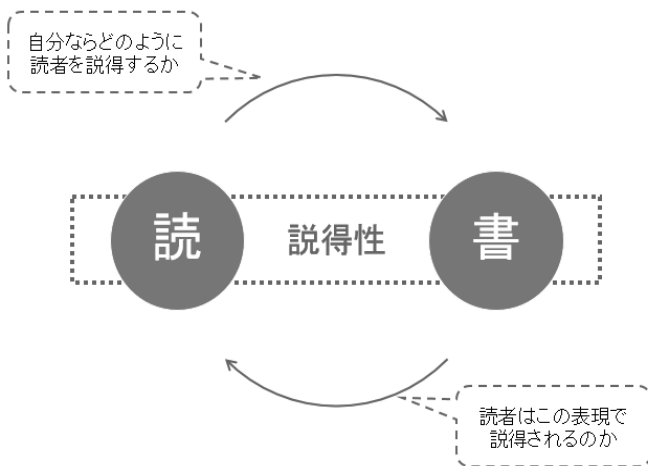 自分ならどのように
読者を説得するか
読
説得性
書
読者はこの表現で
説得されるのか